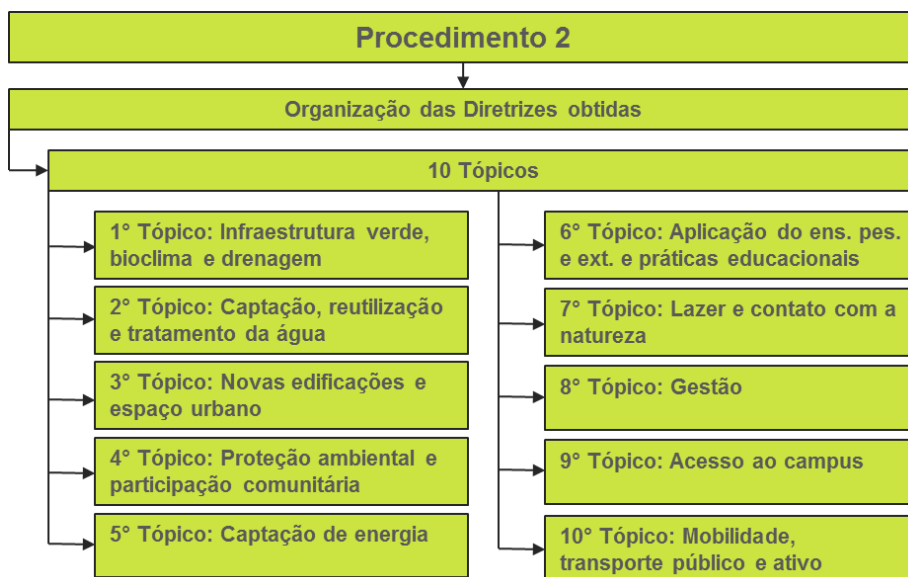 Procedimento 2
Organização das Diretrizes obtidas
10 Tópicos
1° Tópico: Infraestrutura verde,
bioclima e drenagem
2° Tópico: Captação, reutilização
e tratamento da água
3° Tópico: Novas edificações e
espaço urbano
4° Tópico: Proteção ambiental e
participação comunitária
5° Tópico: Captação de energia
6° Tópico: Aplicação do ens. pes.
e ext. e práticas educacionais
7° Tópico: Lazer e contato com a
natureza
8° Tópico: Gestão
9° Tópico: Acesso ao campus
10° Tópico: Mobilidade,
transporte público e ativo